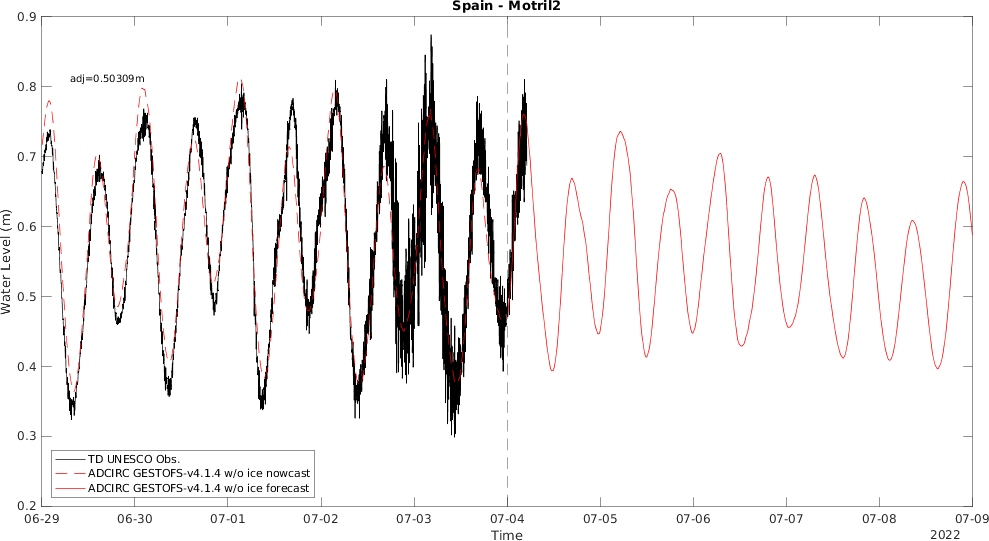 Spain - Motril2
adj=0.50309m
0.9
0.8
0.7
0.6
0.5
0.4
0.3
0.2
Water Level (m)
TD UNESCO Obs.
ADCIRC GESTOFS-v4.1.4 w/o ice nowcast
ADCIRC GESTOFS-v4.1.4 w/o ice forecast
06-29 06-30 07-01 07-02 07-03 07-04 07-05 07-06 07-07 07-08 07-09
Time
2022